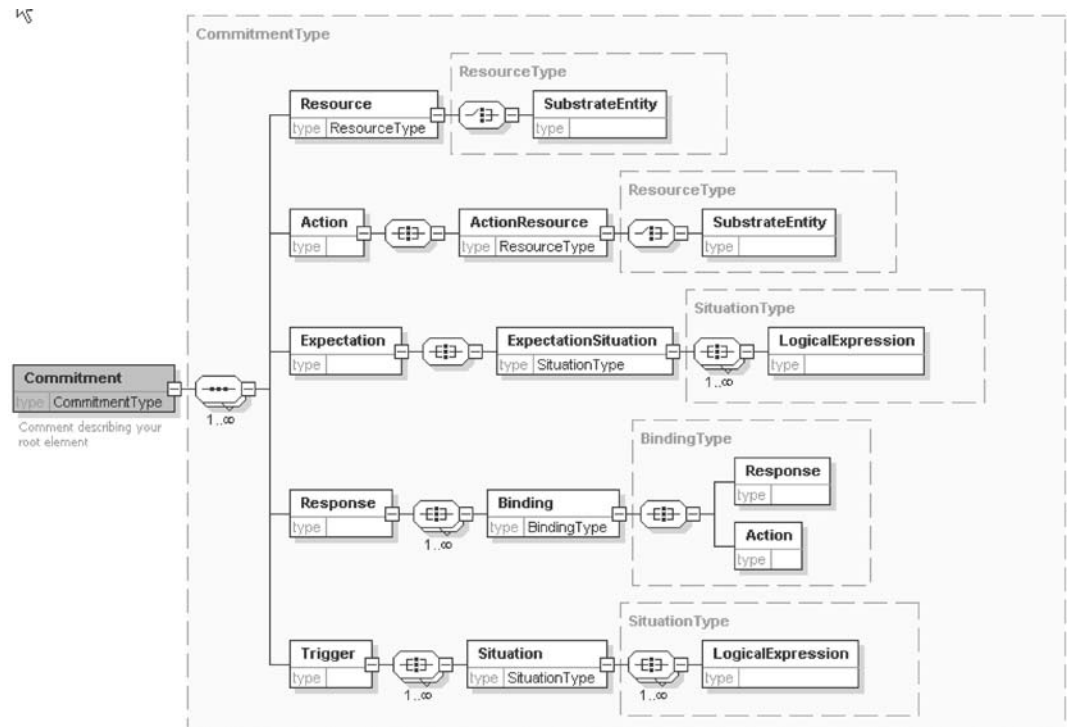 CommitmentType
ResourceType
Resource
SubstrateEntity
type ResourceType
type
ResourceType
Action
ActionResource
SubstrateEntity
type
type ResourceType
type
SituationType
Expectation
ExpectationSituation
LogicalExpression
type
type SituationType
type
1..∞
Commitment
type CommitmentType
1..∞
Comment describing your
root element
BindingType
Response
type
Response
Binding
type
type BindingType
Action
type
1..∞
SituationType
Trigger
Situation
LogicalExpression
type
type SituationType
type
1..∞
1..∞